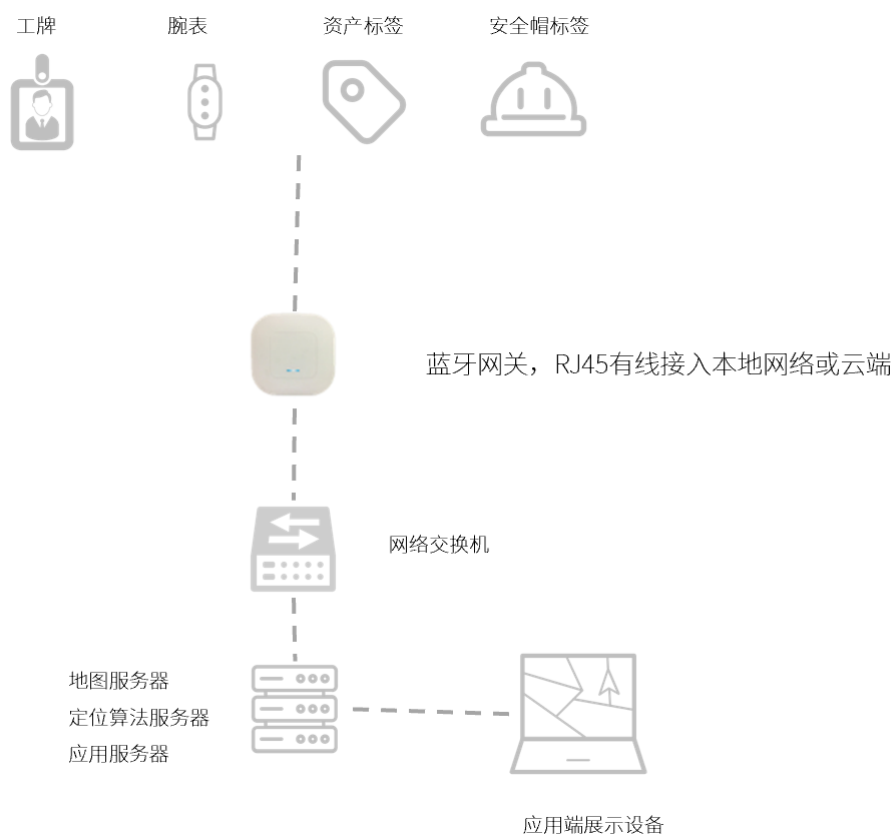 工牌
腕表
资产标签
安全帽标签
蓝牙网关，RJ45有线接入本地网络或云端
网络交换机
地图服务器
定位算法服务器
应用服务器
应用端展示设备